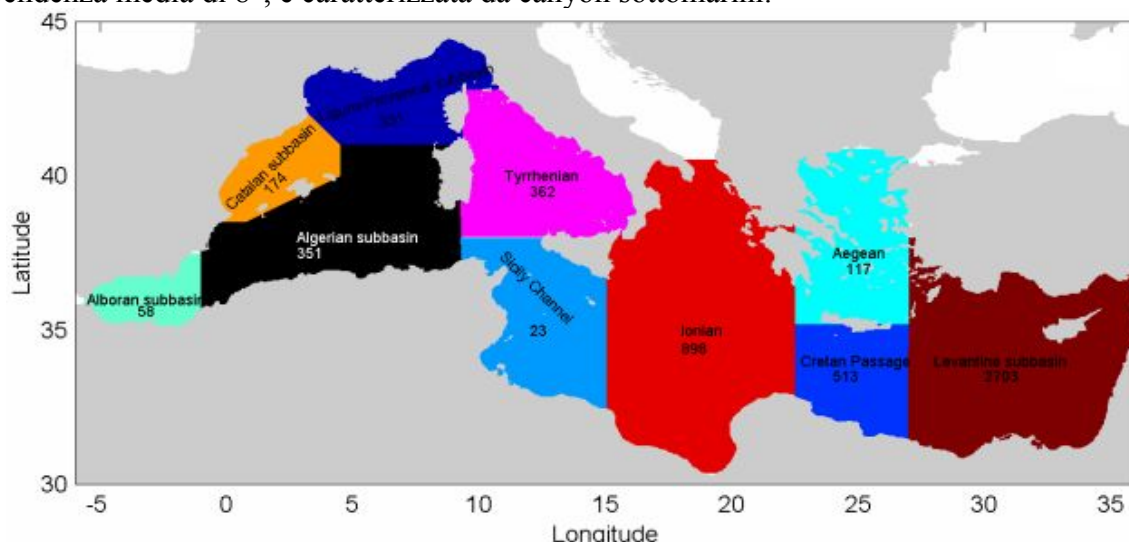 endenza media di 8°, e caratterizzata da canyon sottomarini.
45
40
35
30
Latitude
Catalan subbasin
174
Tyrrhenian
362
Algerian subbasin
351
Sicily Channel
23
Aegean
117
Alboran subbasin
58
Ionian
898
Cretan Passage
513
Levantine subbasin
-5
0
5
10
15
20
25
30
35
Longitude